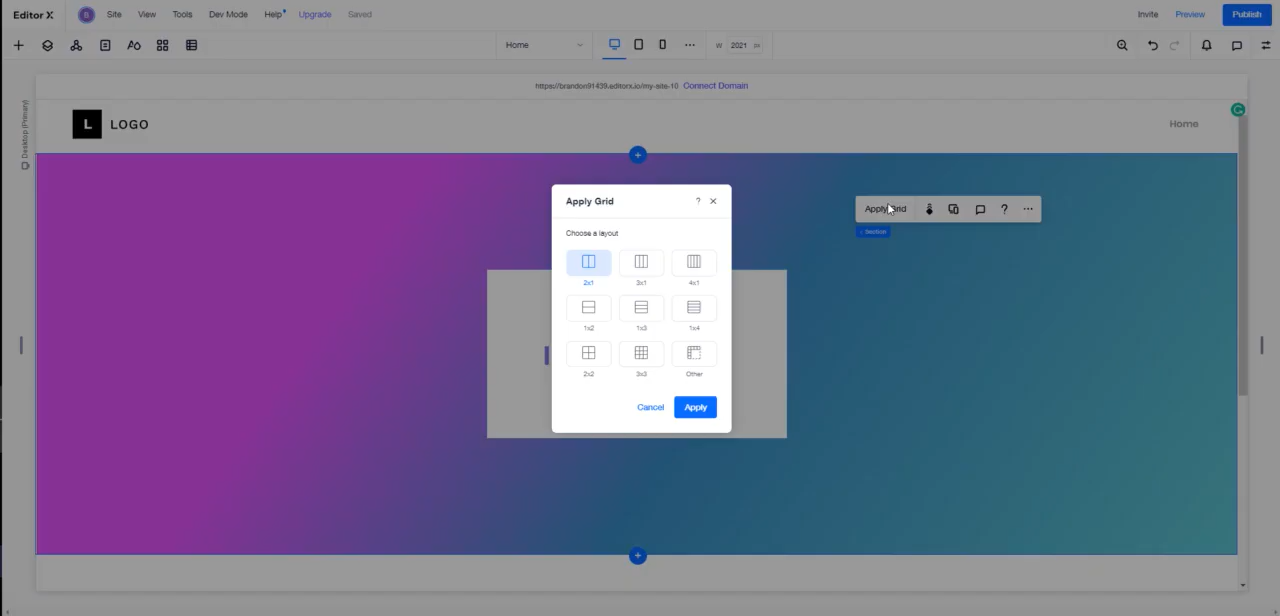 Editor X
B
Site
View
Tools
Dev Mode
Help
Upgrade
Saved
Invite
Preview
Publish
Home
W
2021
https://brandon91439.editorx.io/my-site-10 Connect Domain
Desktop (Primary)
L
LOGO
Home
Apply Grid
?
Choose a layout
2x1
3x1
4x1
1x2
1x3
1x4
2x2
3x3
Other
Cancel
Apply
Apply Grid
?
‹ Section